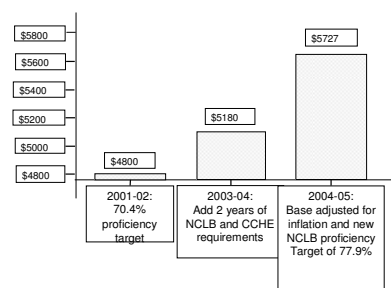 $5800
$5600
$5400
$5200
$5000
$4800
$4800
$5180
$5727
2001-02:
70.4%
proficiency
target
2003-04:
Add 2 years of
NCLB and CCHE
requirements
2004-05:
Base adjusted for
inflation and new
NCLB proficiency
Target of 77.9%